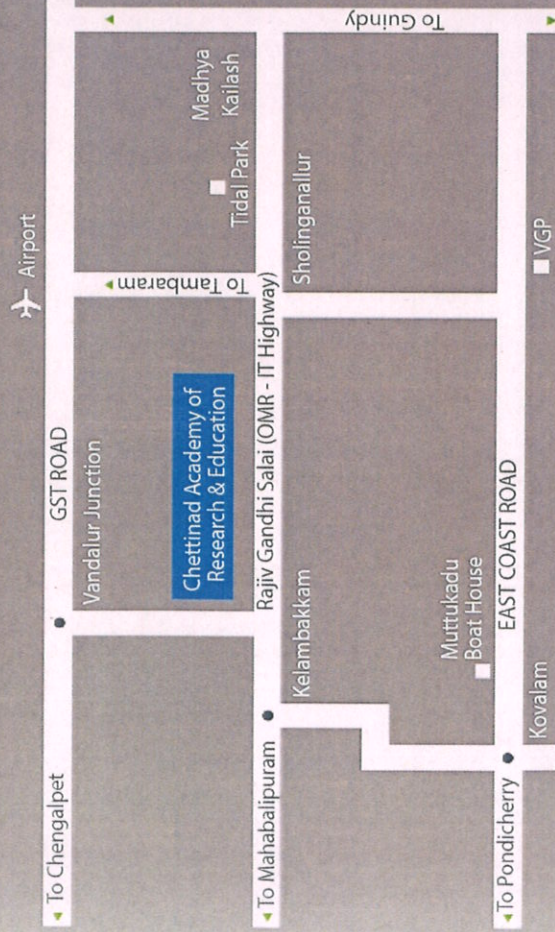 Airport
GST ROAD
To Chengalpet
Vandalur Junction
To Tambaram
Madhya
Kailash
Tidal Park
To Guindy
Chettinad Academy of
Research & Education
Rajiv Gandhi Salai (OMR - IT Highway)
To Mahabalipuram
Kelambakkam
Sholinganallur
Muttukadu
Boat House
EAST COAST ROAD
To Pondicherry
Kovalam
VGP